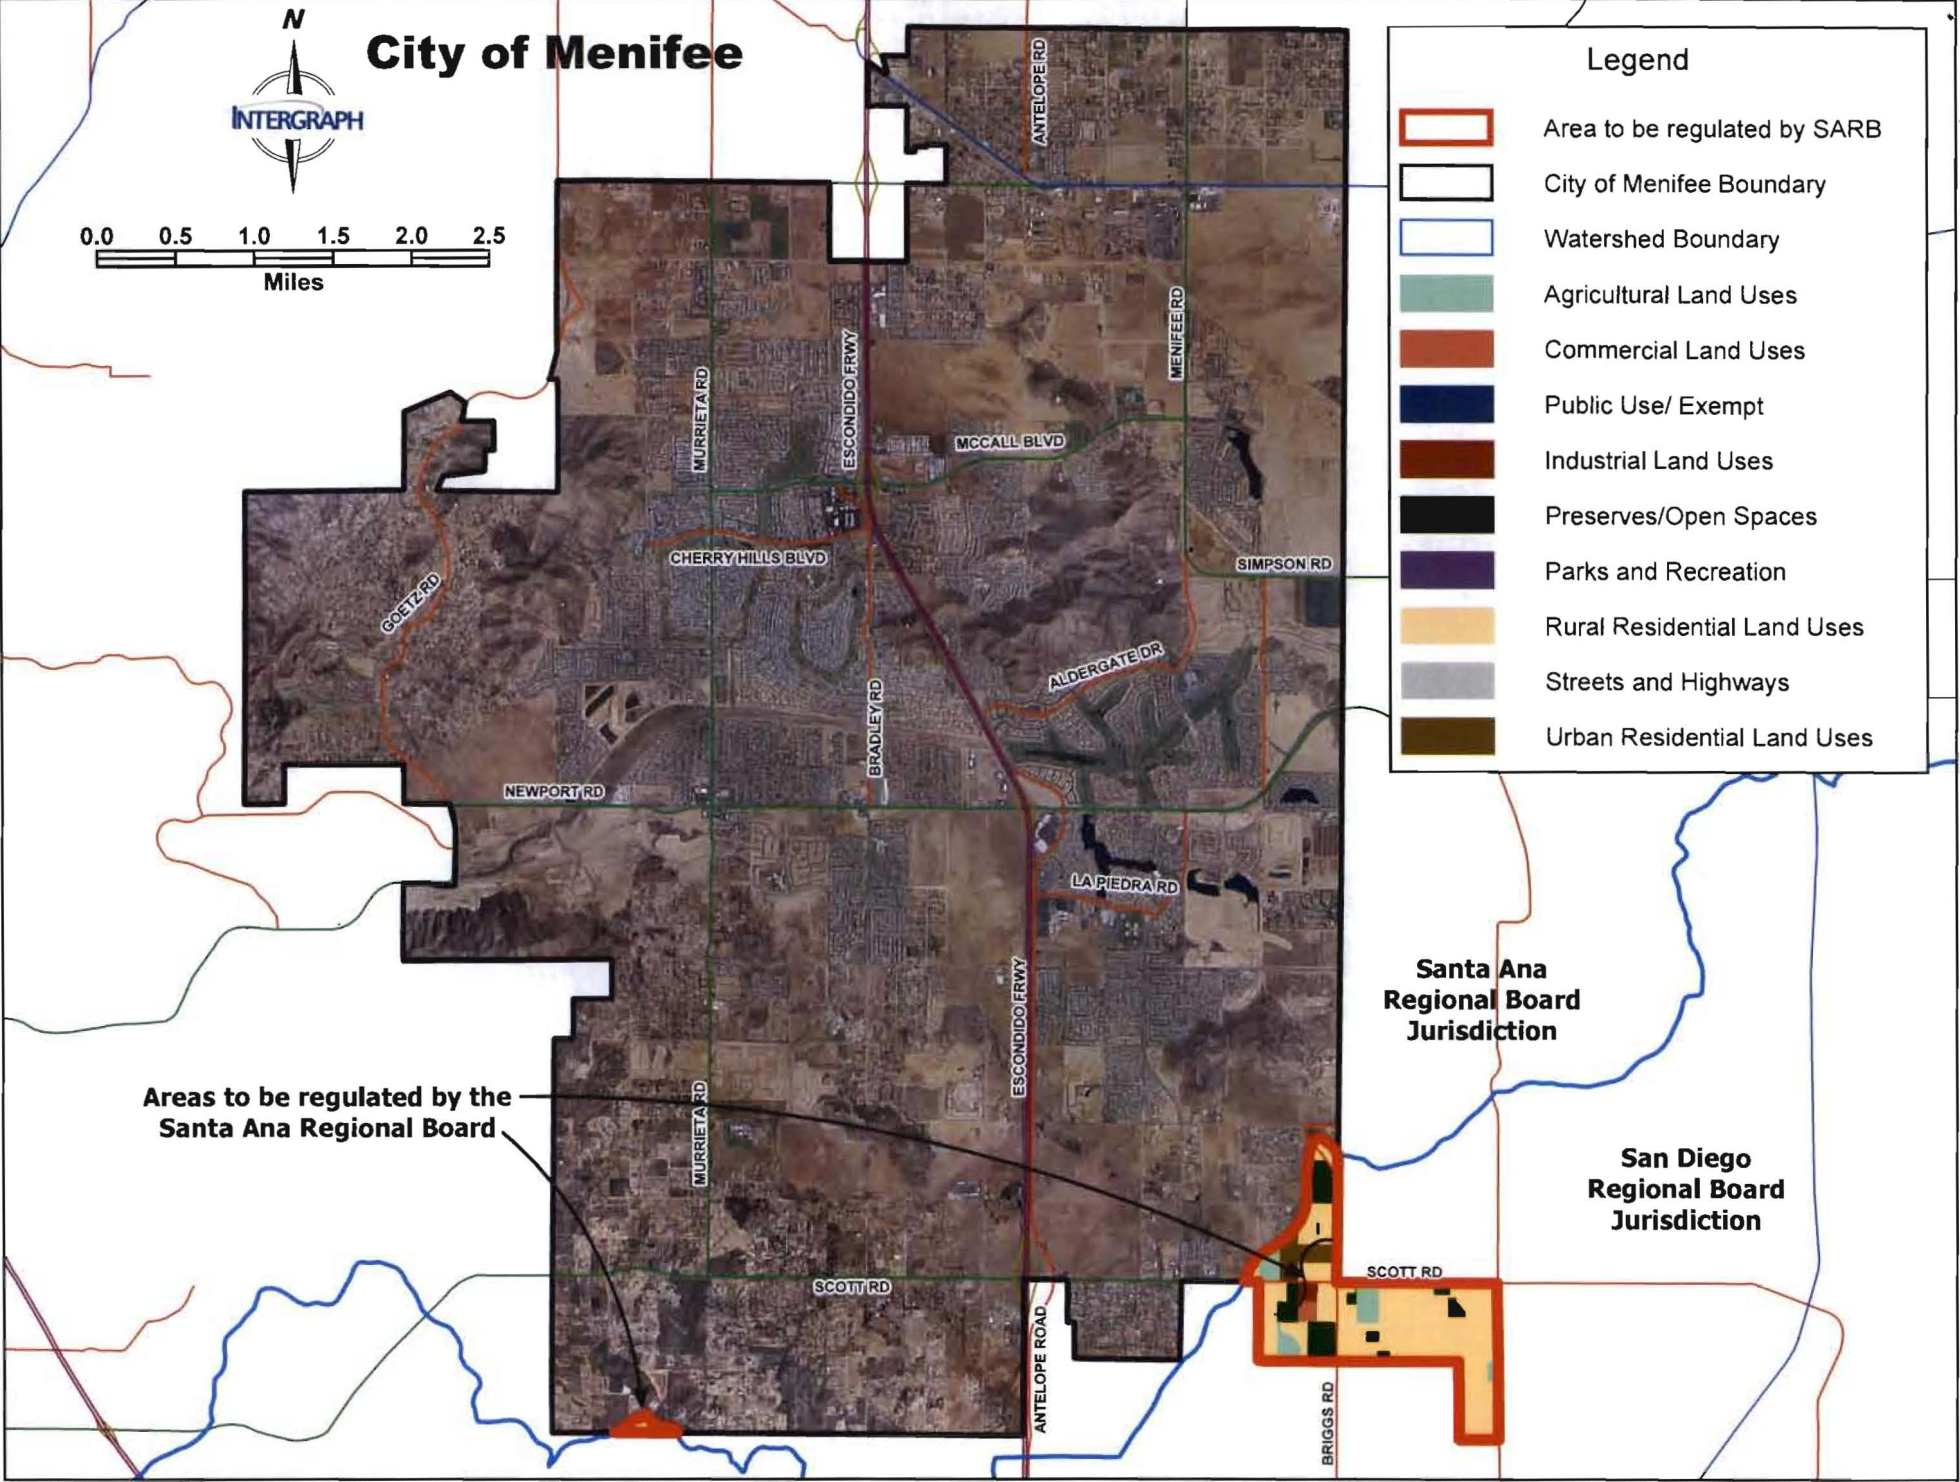 N
City of Menifee
INTERGRAPH
0.0 0.5 1.0 1.5 2.0 2.5
Miles
Legend
Area to be regulated by SARB
City of Menifee Boundary
Watershed Boundary
Agricultural Land Uses
Commercial Land Uses
Public Use/ Exempt
Industrial Land Uses
Preserves/Open Spaces
Parks and Recreation
Rural Residential Land Uses
Streets and Highways
Urban Residential Land Uses
ANTELOPE RD
MENIFEE RD
ESCONDIDO FRWY
MURRIETA RD
MCCALL BLVD
CHERRY HILLS BLVD
SIMPSON RD
GOETZ RD
ALDERGATE DR
BRADLEY RD
NEWPORT RD
LA PIEDRA RD
ESCONDIDO FRWY
Santa Ana
Regional Board
Jurisdiction
Areas to be regulated by the
Santa Ana Regional Board
MURRIETA RD
San Diego
Regional Board
Jurisdiction
SCOTT RD
SCOTT RD
ANTELOPE ROAD
BRIGGS RD